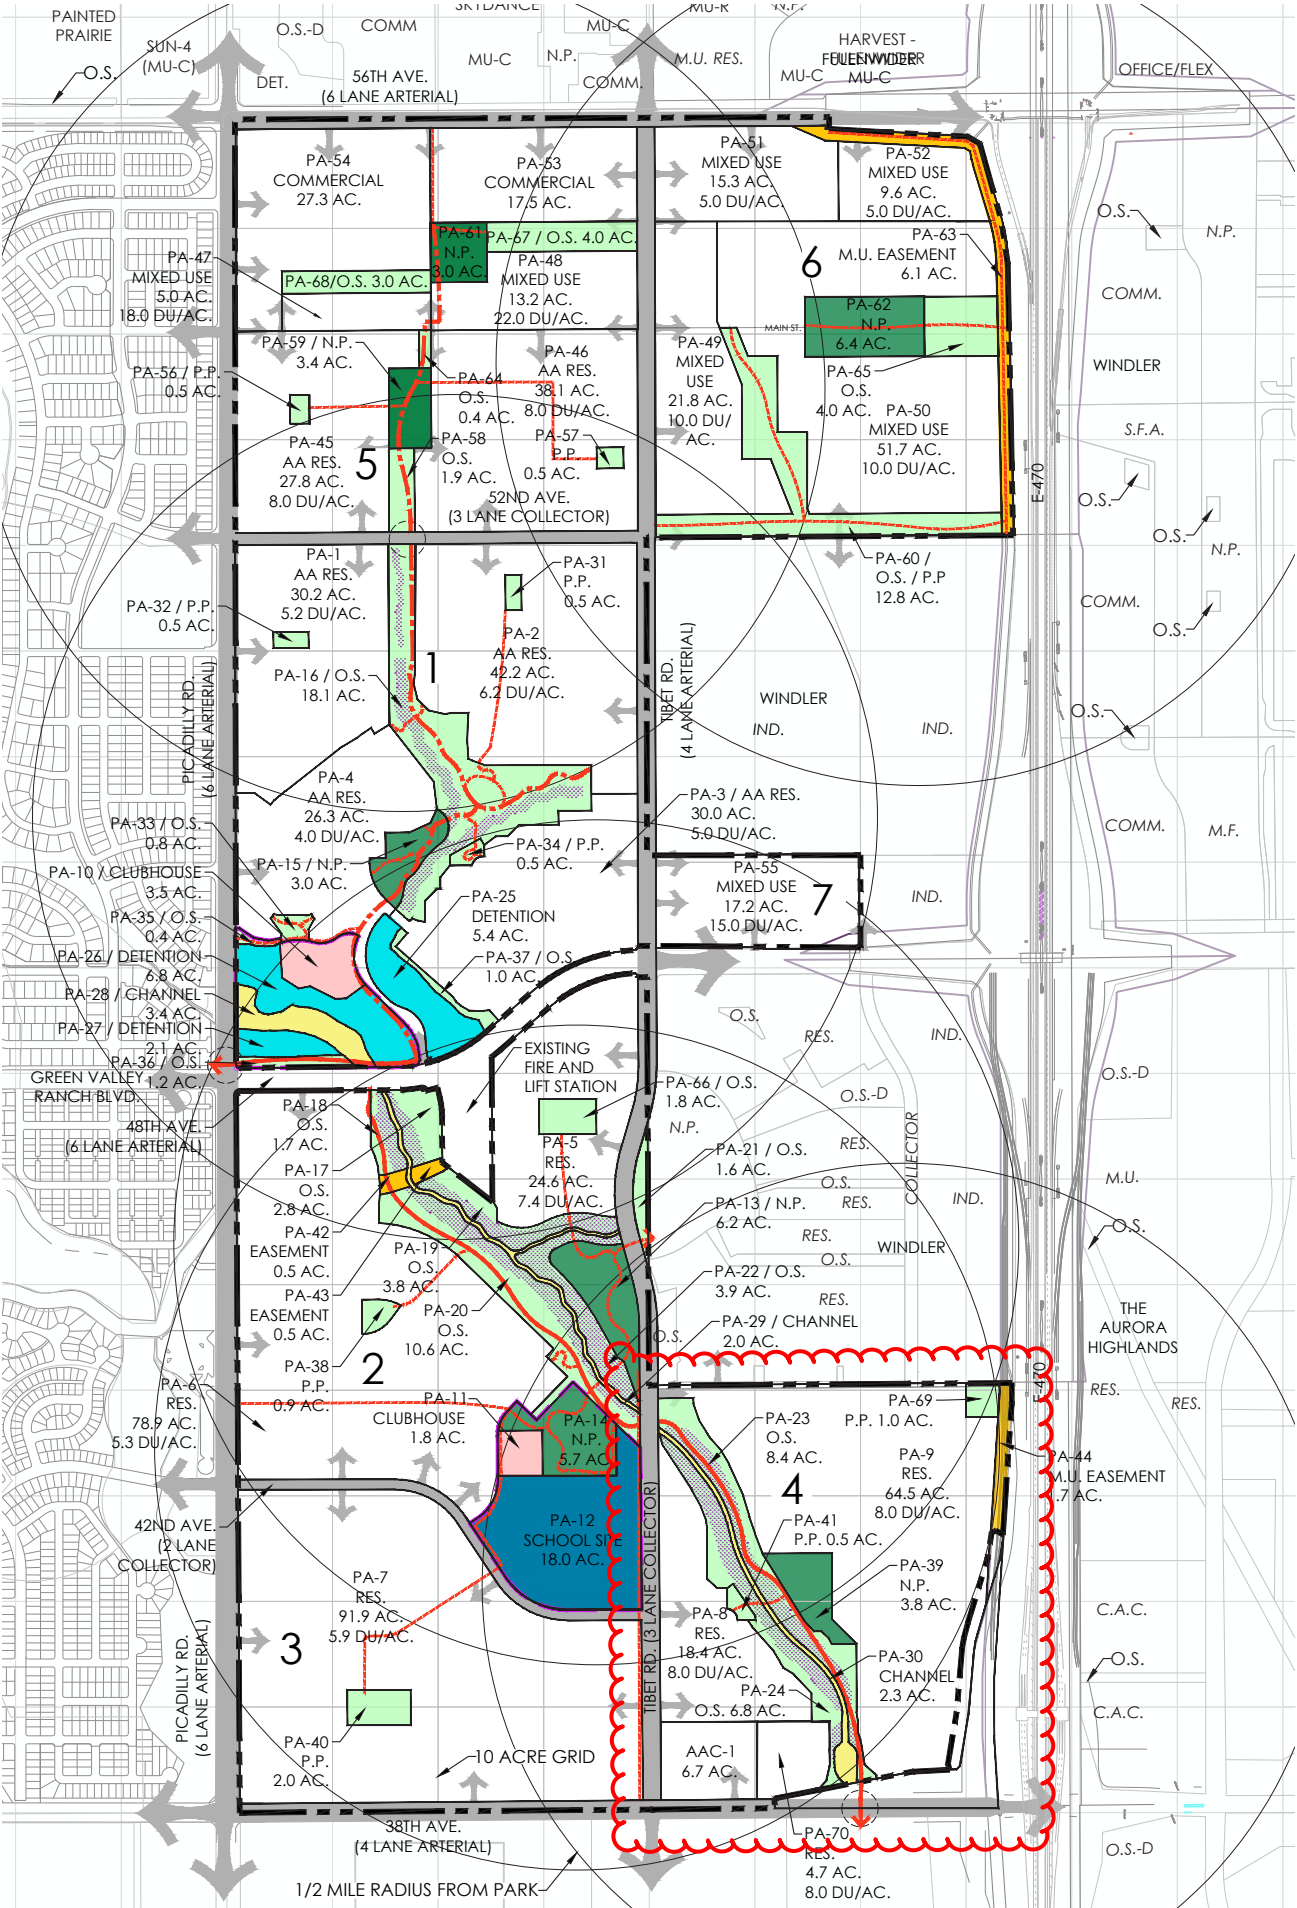 PAINTED
PRAIRIE
O.S.
SUN-4
(MU-C)
O.S.-D
COMM
DET.
56TH AVE.
(6 LANE ARTERIAL)
SKYDANCE
MU-C
MU-C
N.P.
COMM.
MU-R
N.P.
M.U. RES.
MU-C
HARVEST -
FULENWIDER
MU-C
OFFICE/FLEX
PA-54
COMMERCIAL
27.3 AC.
PA-53
COMMERCIAL
17.5 AC.
PA-51
MIXED USE
15.3 AC.
5.0 DU/AC.
PA-52
MIXED USE
9.6 AC.
5.0 DU/AC.
PA-63
M.U. EASEMENT
6.1 AC.
6
PA-61
N.P.
3.0 AC.
PA-67 / O.S. 4.0 AC.
PA-68/O.S. 3.0 AC.
PA-47
MIXED USE
5.0 AC.
18.0 DU/AC.
PA-48
MIXED USE
13.2 AC.
22.0 DU/AC.
PA-62
N.P.
6.4 AC.
MAIN ST.
PA-59 / N.P.
3.4 AC.
PA-56 / P.P.
0.5 AC.
PA-64
O.S.
0.4 AC.
PA-46
AA RES.
38.1 AC.
8.0 DU/AC.
PA-49
MIXED
USE
21.8 AC.
10.0 DU/
AC.
PA-65
O.S.
4.0 AC.
PA-50
MIXED USE
51.7 AC.
10.0 DU/AC.
PA-45
AA RES.
27.8 AC.
8.0 DU/AC.
5
PA-58
O.S.
1.9 AC.
PA-57
P.P.
0.5 AC.
52ND AVE.
(3 LANE COLLECTOR)
E-470
O.S.
N.P.
COMM.
WINDLER
S.F.A.
O.S.
O.S.
N.P.
COMM.
O.S.
O.S.
COMM.
M.F.
PA-1
AA RES.
30.2 AC.
5.2 DU/AC.
PA-31
P.P.
0.5 AC.
PA-60 /
O.S. / P.P
12.8 AC.
PA-32 / P.P.
0.5 AC.
PA-2
AA RES.
42.2 AC.
6.2 DU/AC.
1
PA-16 / O.S.
18.1 AC.
PICADILLY RD.
(6 LANE ARTERIAL)
TIBET RD.
(4 LANE ARTERIAL)
WINDLER
IND.
IND.
PA-4
AA RES.
26.3 AC.
4.0 DU/AC.
PA-3 / AA RES.
30.0 AC.
5.0 DU/AC.
PA-33 / O.S.
0.8 AC.
PA-15 / N.P.
3.0 AC.
PA-34 / P.P.
0.5 AC.
PA-10 / CLUBHOUSE
3.5 AC.
PA-25
DETENTION
5.4 AC.
PA-55
MIXED USE
17.2 AC.
15.0 DU/AC.
7
IND.
PA-35 / O.S.
0.4 AC.
PA-26 / DETENTION
6.8 AC.
PA-37 / O.S.
1.0 AC.
PA-28 / CHANNEL
3.4 AC.
PA-27 / DETENTION
2.1 AC.
PA-36 / O.S.
1.2 AC.
GREEN VALLEY
RANCH BLVD.
48TH AVE.
(6 LANE ARTERIAL)
EXISTING
FIRE AND
LIFT STATION
O.S.
RES.
IND.
PA-66 / O.S.
1.8 AC.
N.P.
O.S.-D
O.S.-D
RES.
COLLECTOR
PA-18
O.S.
1.7 AC.
PA-5
RES.
24.6 AC.
7.4 DU/AC.
PA-21 / O.S.
1.6 AC.
PA-17
O.S.
2.8 AC.
PA-13 / N.P.
6.2 AC.
O.S.
RES.
IND.
M.U.
O.S.
PA-42
EASEMENT
0.5 AC.
PA-19
O.S.
3.8 AC.
RES.
O.S.
WINDLER
PA-43
EASEMENT
0.5 AC.
PA-20
O.S.
10.6 AC.
PA-22 / O.S.
3.9 AC.
RES.
PA-29 / CHANNEL
2.0 AC.
O.S.
THE
AURORA
HIGHLANDS
2
PA-38
P.P.
0.9 AC.
PA-6
RES.
78.9 AC.
5.3 DU/AC.
PA-11
CLUBHOUSE
1.8 AC.
PA-14
N.P.
5.7 AC.
PA-23
O.S.
8.4 AC.
PA-69
P.P. 1.0 AC.
E-470
RES.
RES.
PA-9
RES.
64.5 AC.
8.0 DU/AC.
PA-44
M.U. EASEMENT
.7 AC.
4
42ND AVE.
(2 LANE
COLLECTOR)
PA-12
SCHOOL SITE
18.0 AC.
PA-41
P.P. 0.5 AC.
PA-7
RES.
91.9 AC.
5.9 DU/AC.
PA-39
N.P.
3.8 AC.
3
PICADILLY RD.
(6 LANE ARTERIAL)
TIBET RD. (3 LANE COLLECTOR)
PA-8
RES.
18.4 AC.
8.0 DU/AC.
PA-30
CHANNEL
2.3 AC.
C.A.C.
O.S.
C.A.C.
PA-24
O.S. 6.8 AC.
PA-40
P.P.
2.0 AC.
10 ACRE GRID
AAC-1
6.7 AC.
38TH AVE.
(4 LANE ARTERIAL)
PA-70
RES.
4.7 AC.
8.0 DU/AC.
O.S.-D
1/2 MILE RADIUS FROM PARK